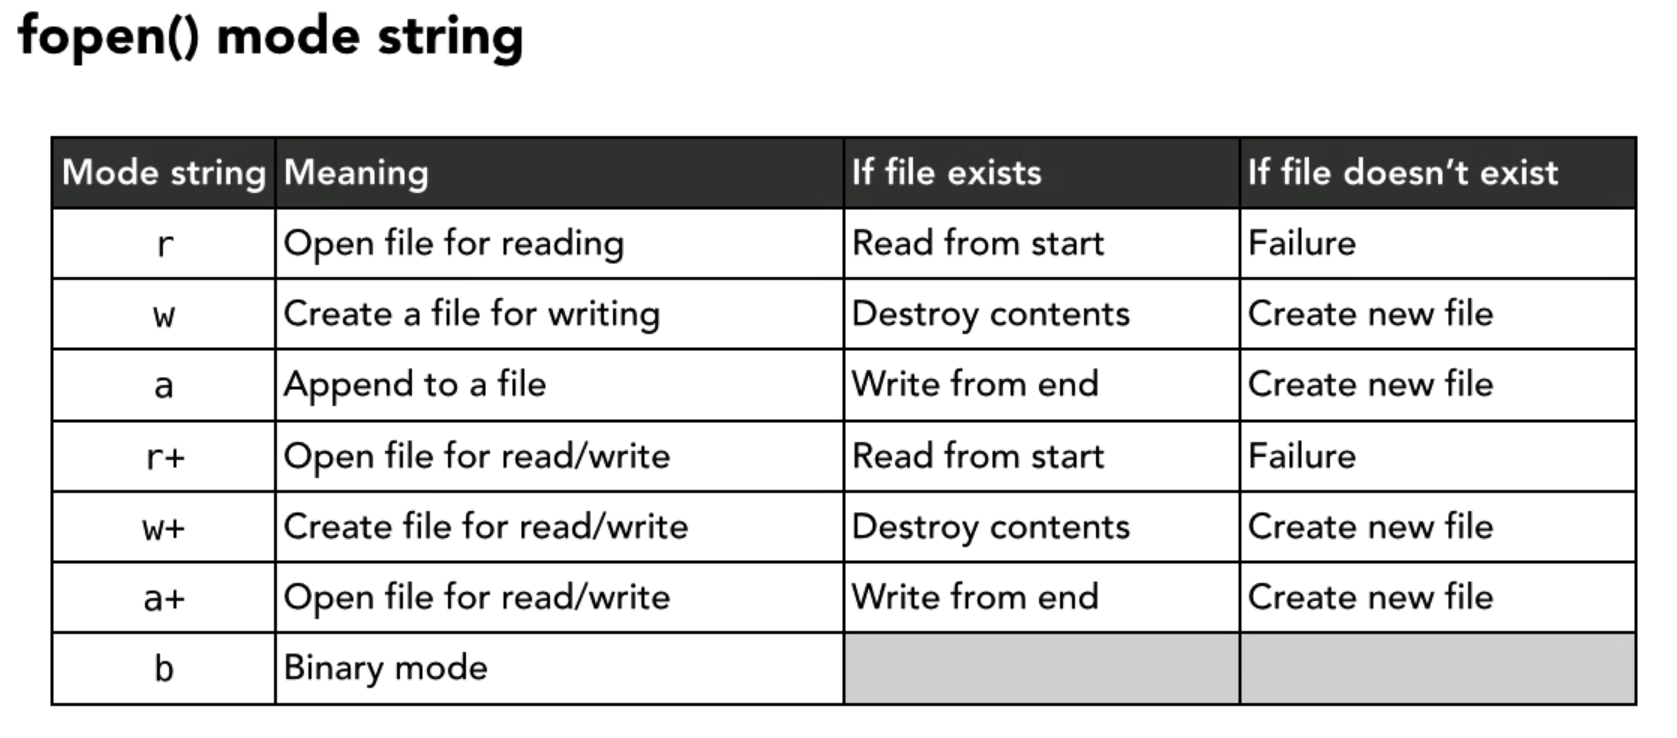 fopen() mode string
Mode string Meaning If file exists If file doesn’t exist
r Open file for reading Read from start Failure
w Create a file for writing Destroy contents Create new file
a Append to a file Write from end Create new file
r+ Open file for read/write Read from start Failure
w+ Create file for read/write Destroy contents Create new file
a+ Open file for read/write Write from end Create new file
b Binary mode